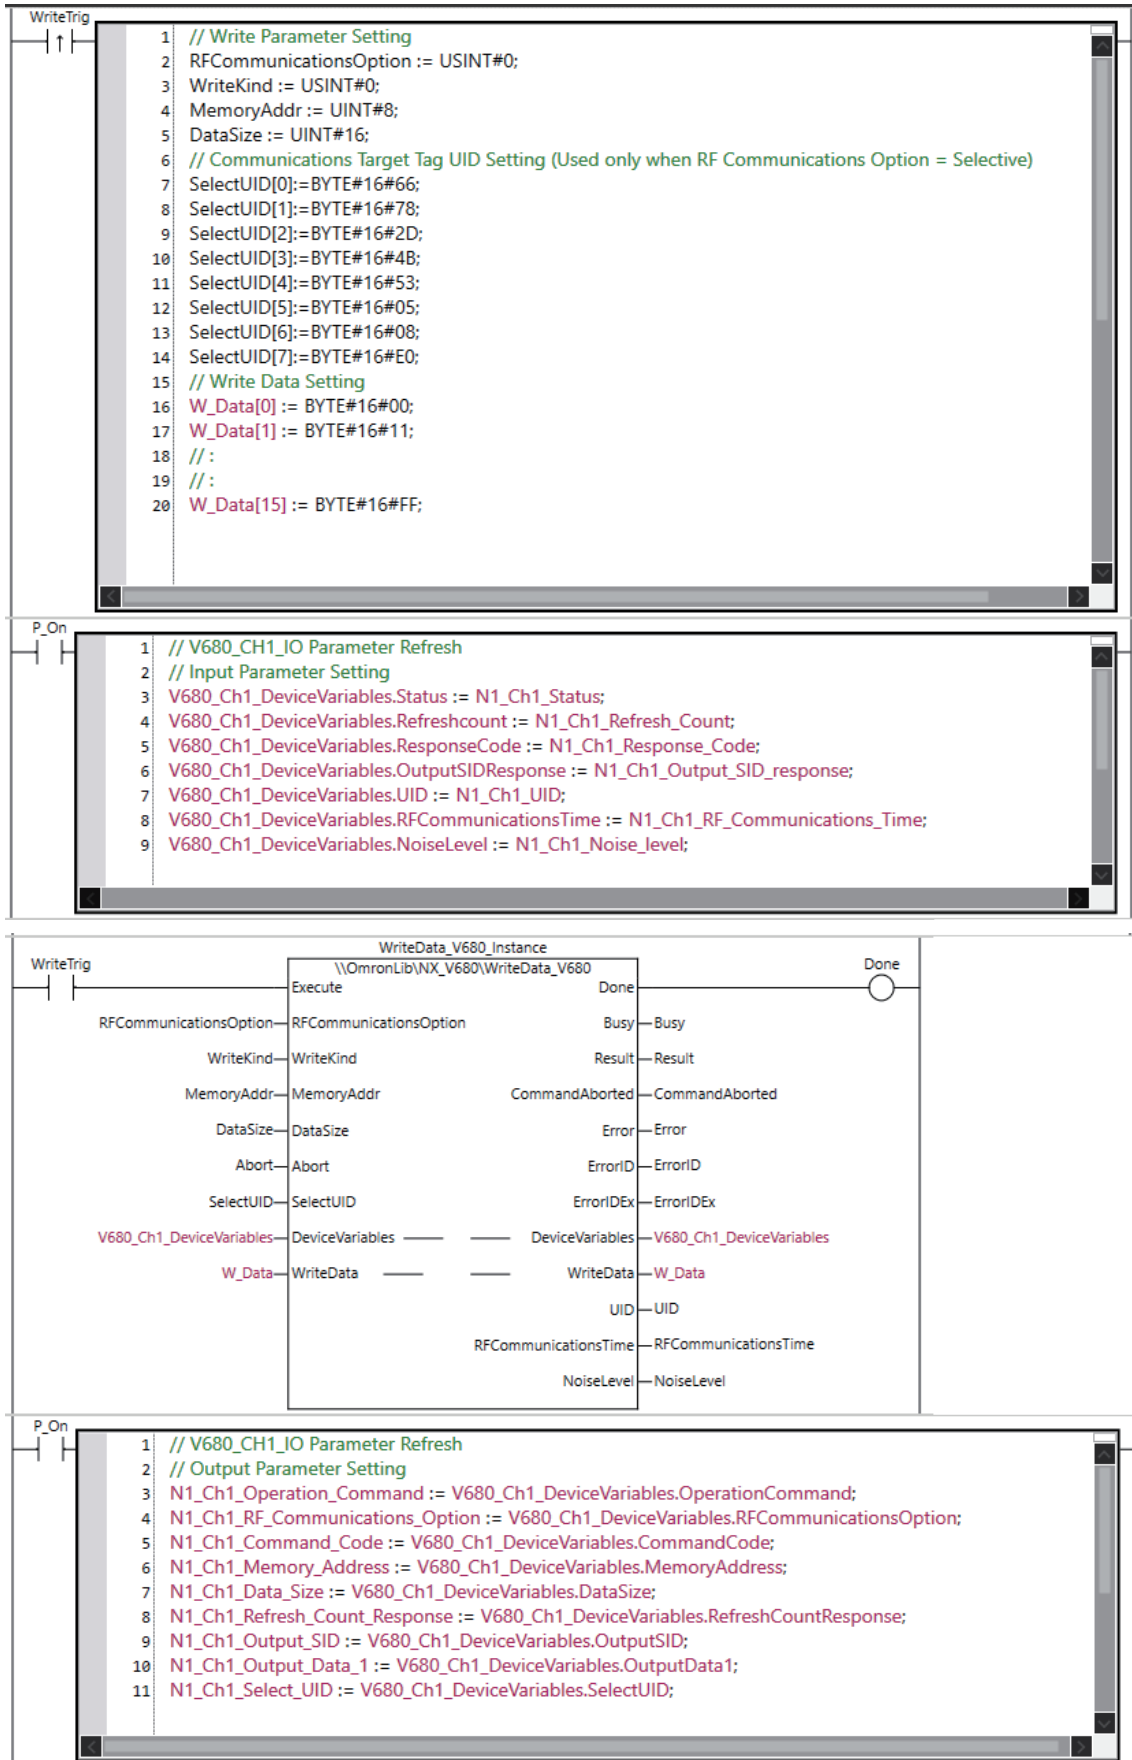 WriteTrig
1 // Write Parameter Setting
2 RFCommunicationsOption := USINT#0;
3 WriteKind := USINT#0;
4 MemoryAddr := UINT#8;
5 DataSize := UINT#16;
6 // Communications Target Tag UID Setting (Used only when RF Communications Option = Selective)
7 SelectUID[0]:=BYTE#16#66;
8 SelectUID[1]:=BYTE#16#78;
9 SelectUID[2]:=BYTE#16#2D;
10 SelectUID[3]:=BYTE#16#4B;
11 SelectUID[4]:=BYTE#16#53;
12 SelectUID[5]:=BYTE#16#05;
13 SelectUID[6]:=BYTE#16#08;
14 SelectUID[7]:=BYTE#16#E0;
15 // Write Data Setting
16 W_Data[0] := BYTE#16#00;
17 W_Data[1] := BYTE#16#11;
18 // :
19 // :
20 W_Data[15] := BYTE#16#FF;
P_On
1 // V680_CH1_IO Parameter Refresh
2 // Input Parameter Setting
3 V680_Ch1_DeviceVariables.Status := N1_Ch1_Status;
4 V680_Ch1_DeviceVariables.Refreshcount := N1_Ch1_Refresh_Count;
5 V680_Ch1_DeviceVariables.ResponseCode := N1_Ch1_Response_Code;
6 V680_Ch1_DeviceVariables.OutputSIDResponse := N1_Ch1_Output_SID_response;
7 V680_Ch1_DeviceVariables.UID := N1_Ch1_UID;
8 V680_Ch1_DeviceVariables.RFCommunicationsTime := N1_Ch1_RF_Communications_Time;
9 V680_Ch1_DeviceVariables.NoiseLevel := N1_Ch1_Noise_level;
WriteData_V680_Instance
WriteTrig \\OmronLib\NX_V680\WriteData_V680 Done
Execute Done
RFCommunicationsOption RFCommunicationsOption Busy Busy
WriteKind WriteKind Result Result
MemoryAddr MemoryAddr CommandAborted CommandAborted
DataSize DataSize Error Error
Abort Abort ErrorID ErrorID
SelectUID SelectUID ErrorIDEx ErrorIDEx
V680_Ch1_DeviceVariables DeviceVariables DeviceVariables V680_Ch1_DeviceVariables
W_Data WriteData WriteData W_Data
UID UID
RFCommunicationsTime RFCommunicationsTime
NoiseLevel NoiseLevel
P_On
1 // V680_CH1_IO Parameter Refresh
2 // Output Parameter Setting
3 N1_Ch1_Operation_Command := V680_Ch1_DeviceVariables.OperationCommand;
4 N1_Ch1_RF_Communications_Option := V680_Ch1_DeviceVariables.RFCommunicationsOption;
5 N1_Ch1_Command_Code := V680_Ch1_DeviceVariables.CommandCode;
6 N1_Ch1_Memory_Address := V680_Ch1_DeviceVariables.MemoryAddress;
7 N1_Ch1_Data_Size := V680_Ch1_DeviceVariables.DataSize;
8 N1_Ch1_Refresh_Count_Response := V680_Ch1_DeviceVariables.RefreshCountResponse;
9 N1_Ch1_Output_SID := V680_Ch1_DeviceVariables.OutputSID;
10 N1_Ch1_Output_Data_1 := V680_Ch1_DeviceVariables.OutputData1;
11 N1_Ch1_Select_UID := V680_Ch1_DeviceVariables.SelectUID;